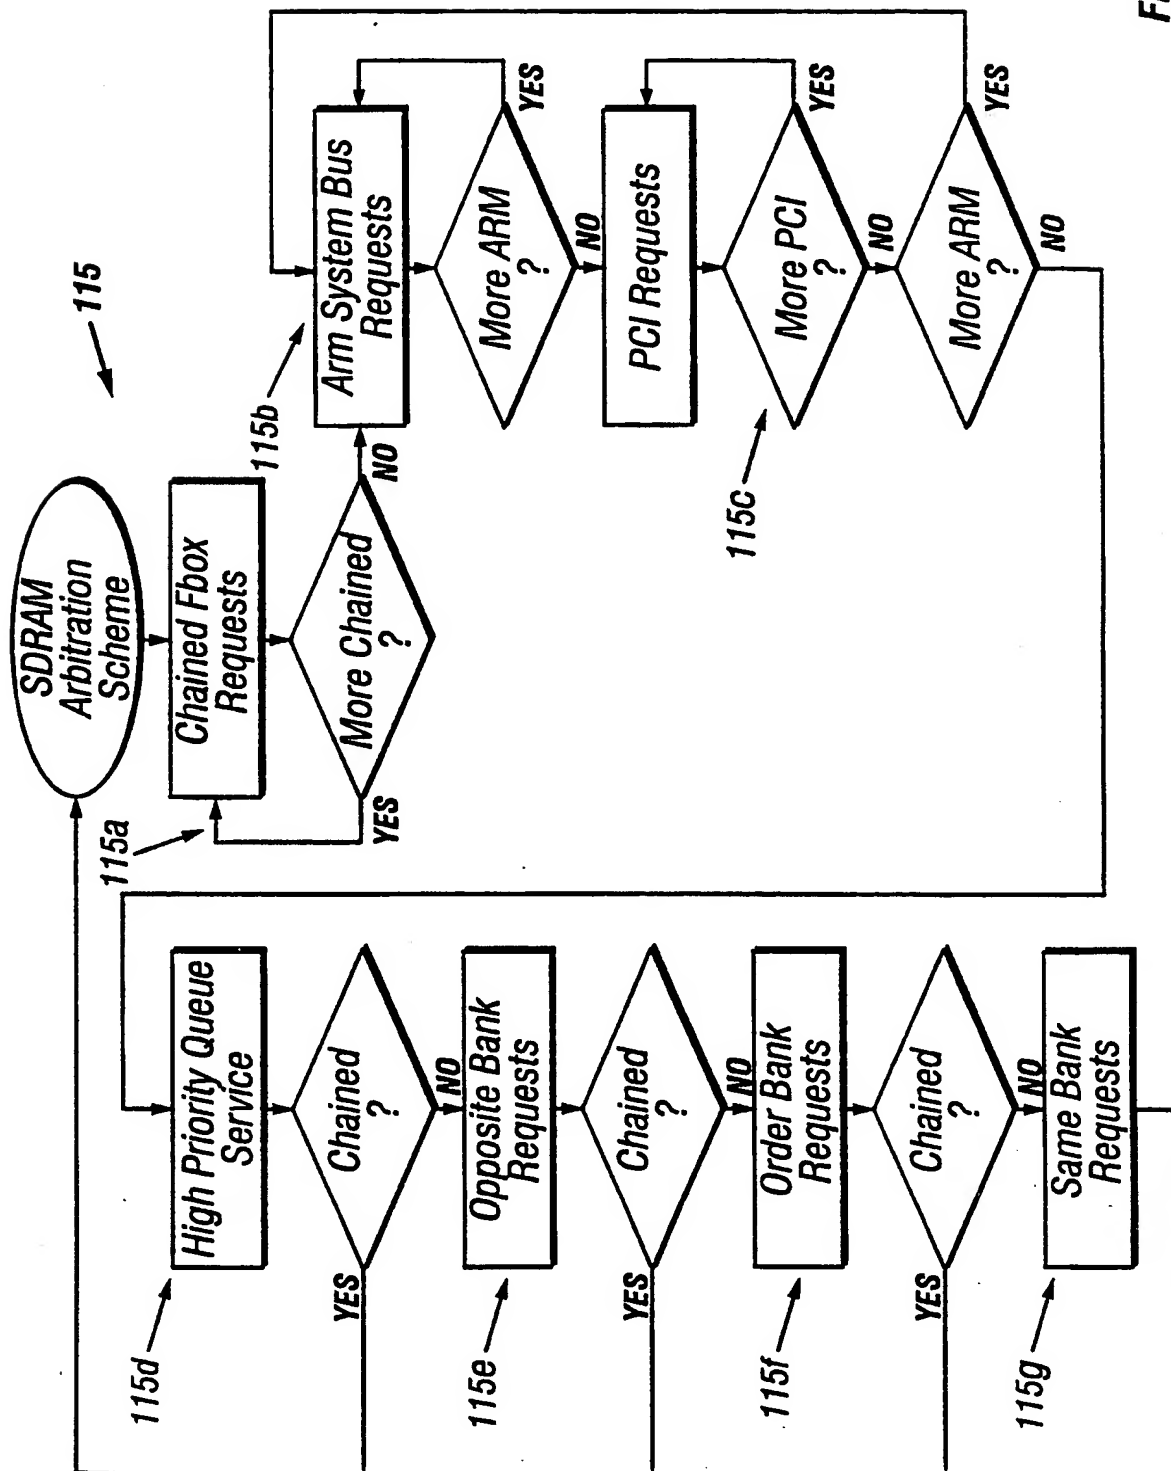 115
SDRAM
Arbitration
Scheme
115a
Chained Fbox
Requests
More Chained
?
YES
NO
115b
Arm System Bus
Requests
More ARM
?
YES
NO
PCI Requests
115c
More PCI
?
YES
NO
More ARM
?
YES
NO
115d
High Priority Queue
Service
Chained
?
YES
NO
115e
Opposite Bank
Requests
Chained
?
YES
NO
115f
Order Bank
Requests
Chained
?
YES
NO
115g
Same Bank
Requests